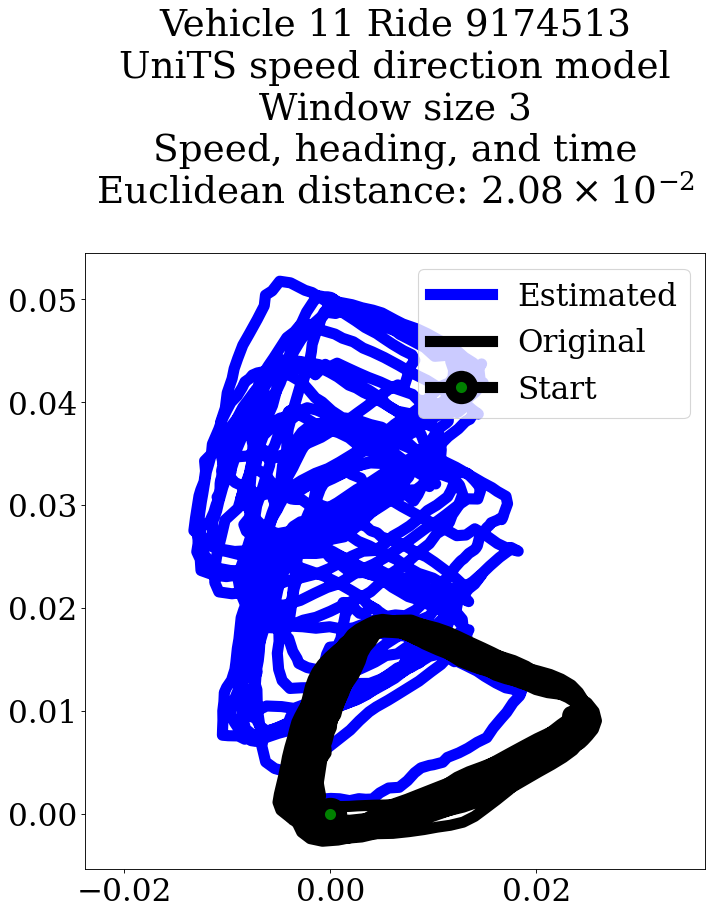 Vehicle 11 Ride 9174513
UniTS speed direction model
Window size 3
Speed, heading, and time
Euclidean distance: 2.08 × 10⁻²
Estimated
Original
Start
0.05
0.04
0.03
0.02
0.01
0.00
−0.02 0.00 0.02